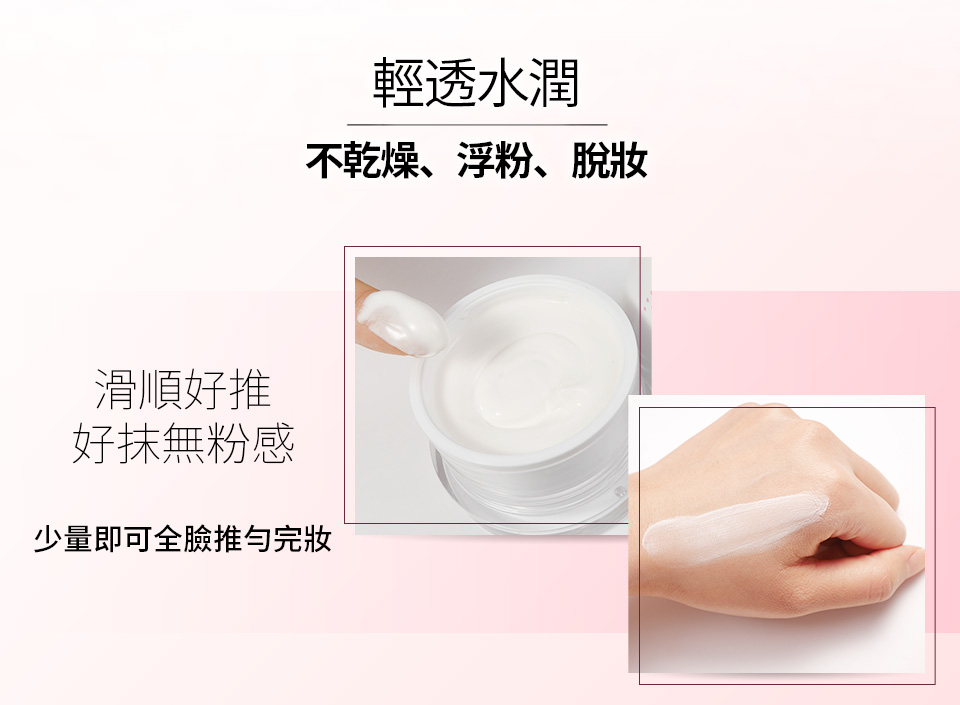 輕透水潤
不乾燥、浮粉、脫妝
滑順好推
好抹無粉感
少量即可全臉推勻完妝